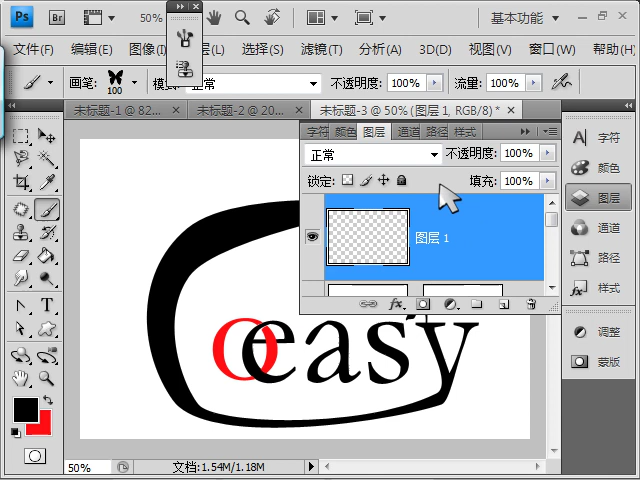 Ps Br 50% 基本功能
文件(F) 编辑(E) 图像(I) 层(L) 选择(S) 滤镜(T) 分析(A) 3D(D) 视图(V) 窗口(W) 帮助(H)
画笔: 100 模 正常 不透明度: 100% 流量: 100%
未标题-1 @ 82... 未标题-2 @ 20... 未标题-3 @ 50% (图层 1, RGB/8) *
字符 颜色 图层 通道 路径 样式
正常 不透明度: 100%
锁定: 填充: 100%
图层 1
fx
字符
颜色
图层
通道
路径
样式
调整
蒙版
oeasy
50% 文档:1.54M/1.18M